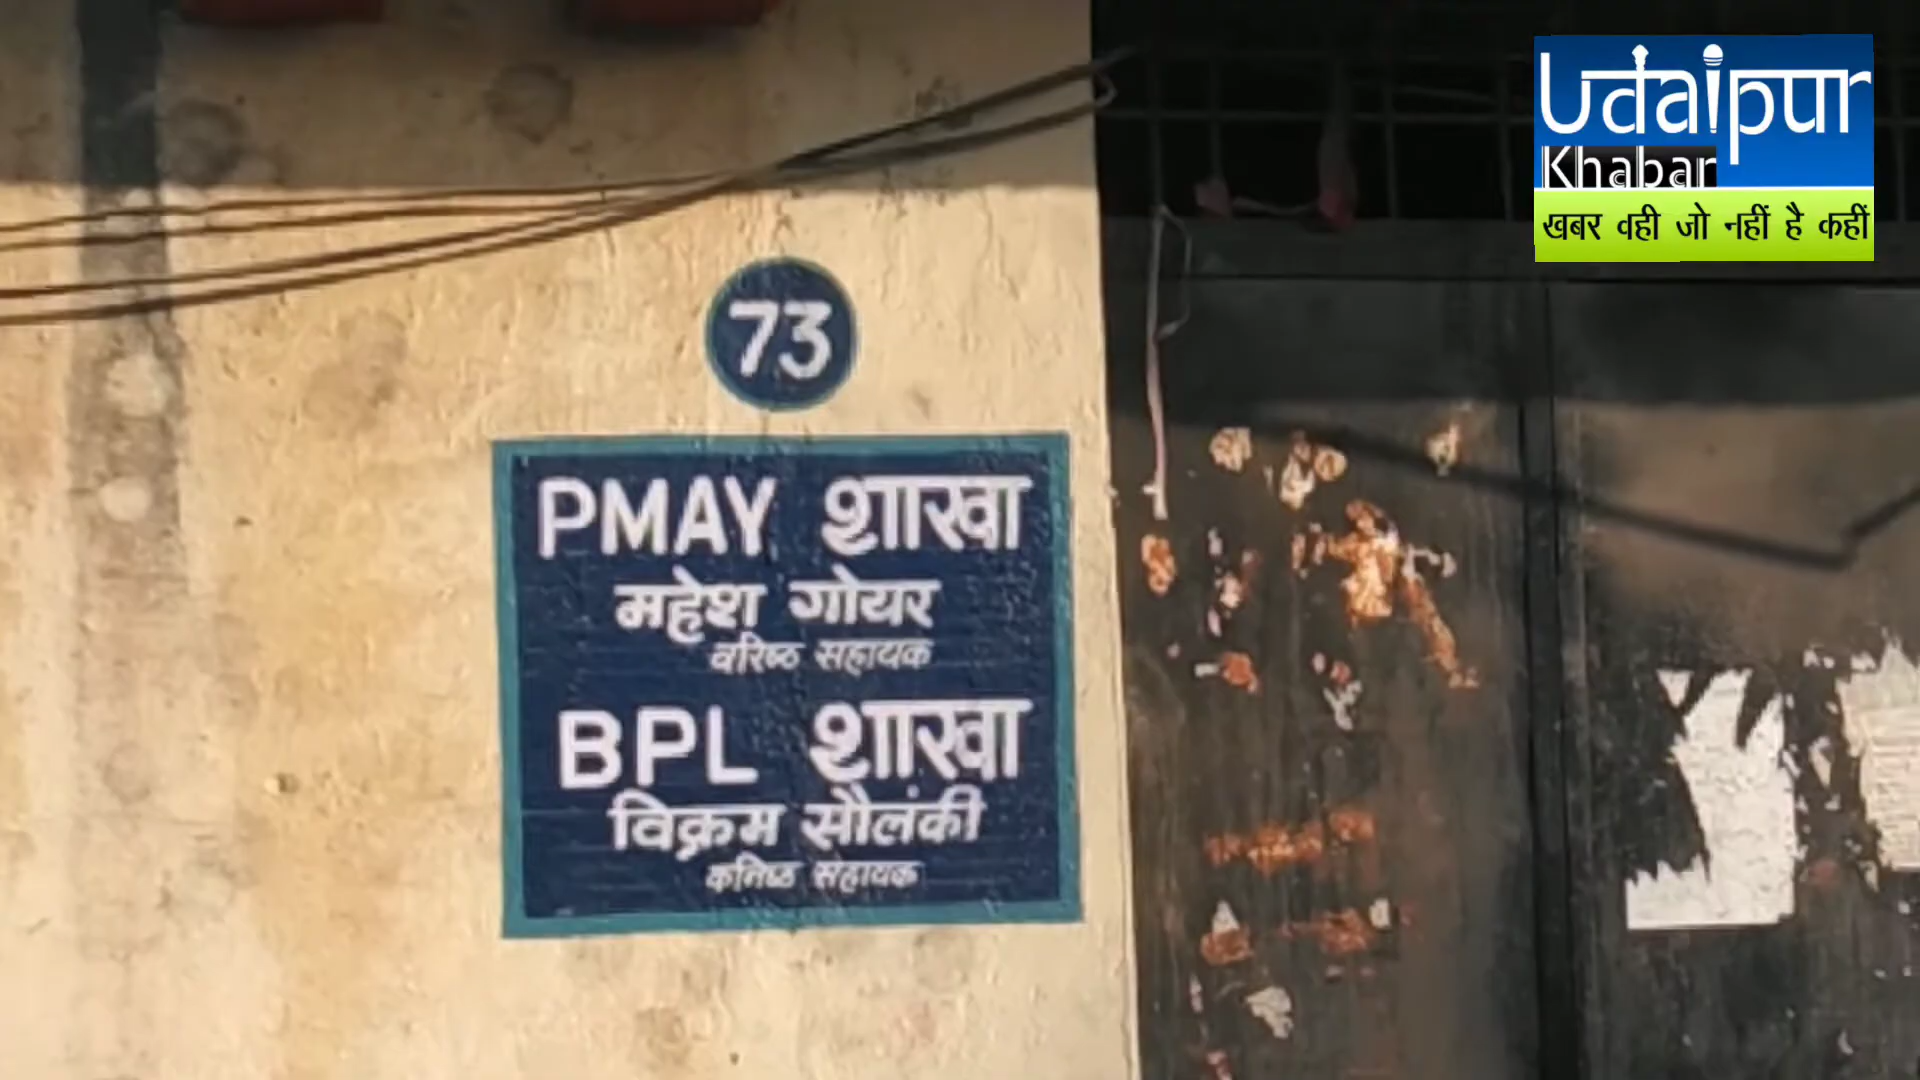 Udaipur
Khabar
खबर वही जो नहीं है कहीं
73
PMAY शाखा
महेश गोयर
वरिष्ठ सहायक
BPL शाखा
विक्रम सौलंकी
कनिष्ठ सहायक